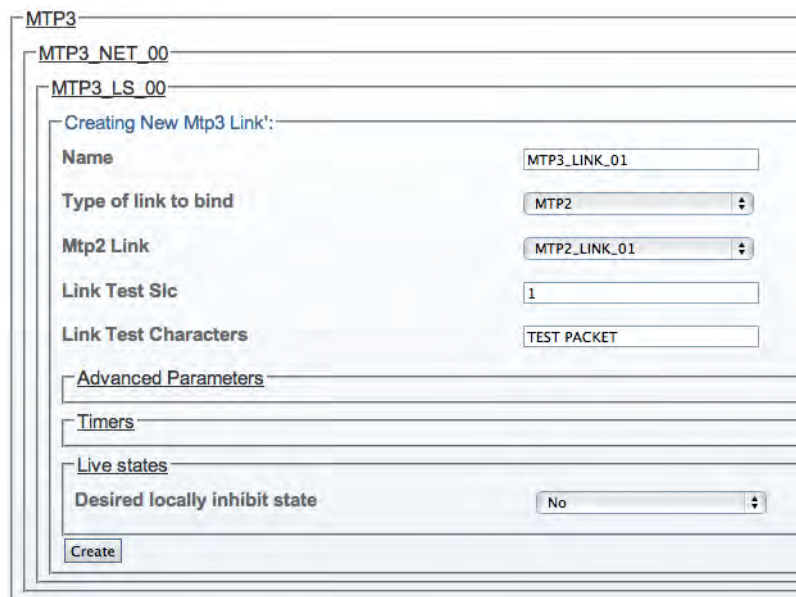 MTP3
MTP3_NET_00
MTP3_LS_00
Creating New Mtp3 Link':
Name MTP3_LINK_01
Type of link to bind MTP2
Mtp2 Link MTP2_LINK_01
Link Test Slc 1
Link Test Characters TEST PACKET
Advanced Parameters
Timers
Live states
Desired locally inhibit state No
Create